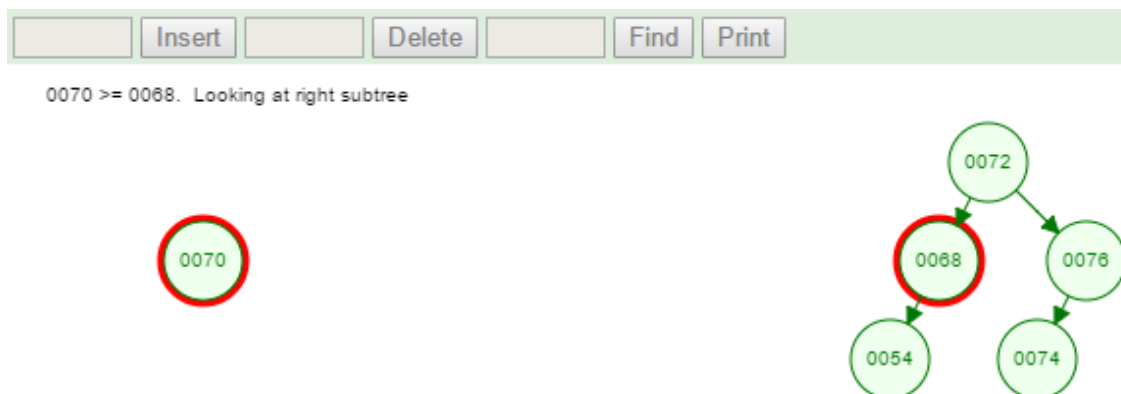 Insert Delete Find Print
0070 >= 0068. Looking at right subtree
0072
0070 0068 0076
0054 0074